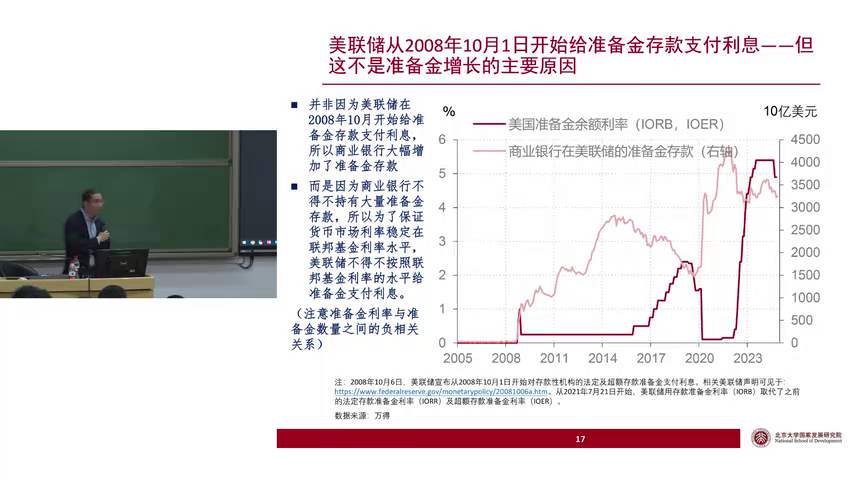 美联储从2008年10月1日开始给准备金存款支付利息——但
这不是准备金增长的主要原因
并非因为美联储在
2008年10月开始给准
备金存款支付利息，
所以商业银行大幅增
加了准备金存款
而是因为商业银行不
得不持有大量准备金
存款，所以为了保证
货币市场利率稳定在
联邦基金利率水平，
美联储不得不按照联
邦基金利率的水平给
准备金支付利息。
（注意准备金利率与准
备金数量之间的负相关
关系）
%
10亿美元
美国准备金余额利率（IORB，IOER）
商业银行在美联储的准备金存款（右轴）
6
5
4
3
2
1
0
4500
4000
3500
3000
2500
2000
1500
1000
500
0
2005 2008 2011 2014 2017 2020 2023
注：2008年10月6日，美联储宣布从2008年10月1日开始对存款性机构的法定及超额存款准备金支付利息。相关美联储声明可见于：
https://www.federalreserve.gov/monetarypolicy/20081006a.htm。从2021年7月21日开始，美联储用存款准备金利率（IORB）取代了之前
的法定存款准备金利率（IORR）及超额存款准备金利率（IOER）。
数据来源：万得
17
北京大学国家发展研究院
National School of Development